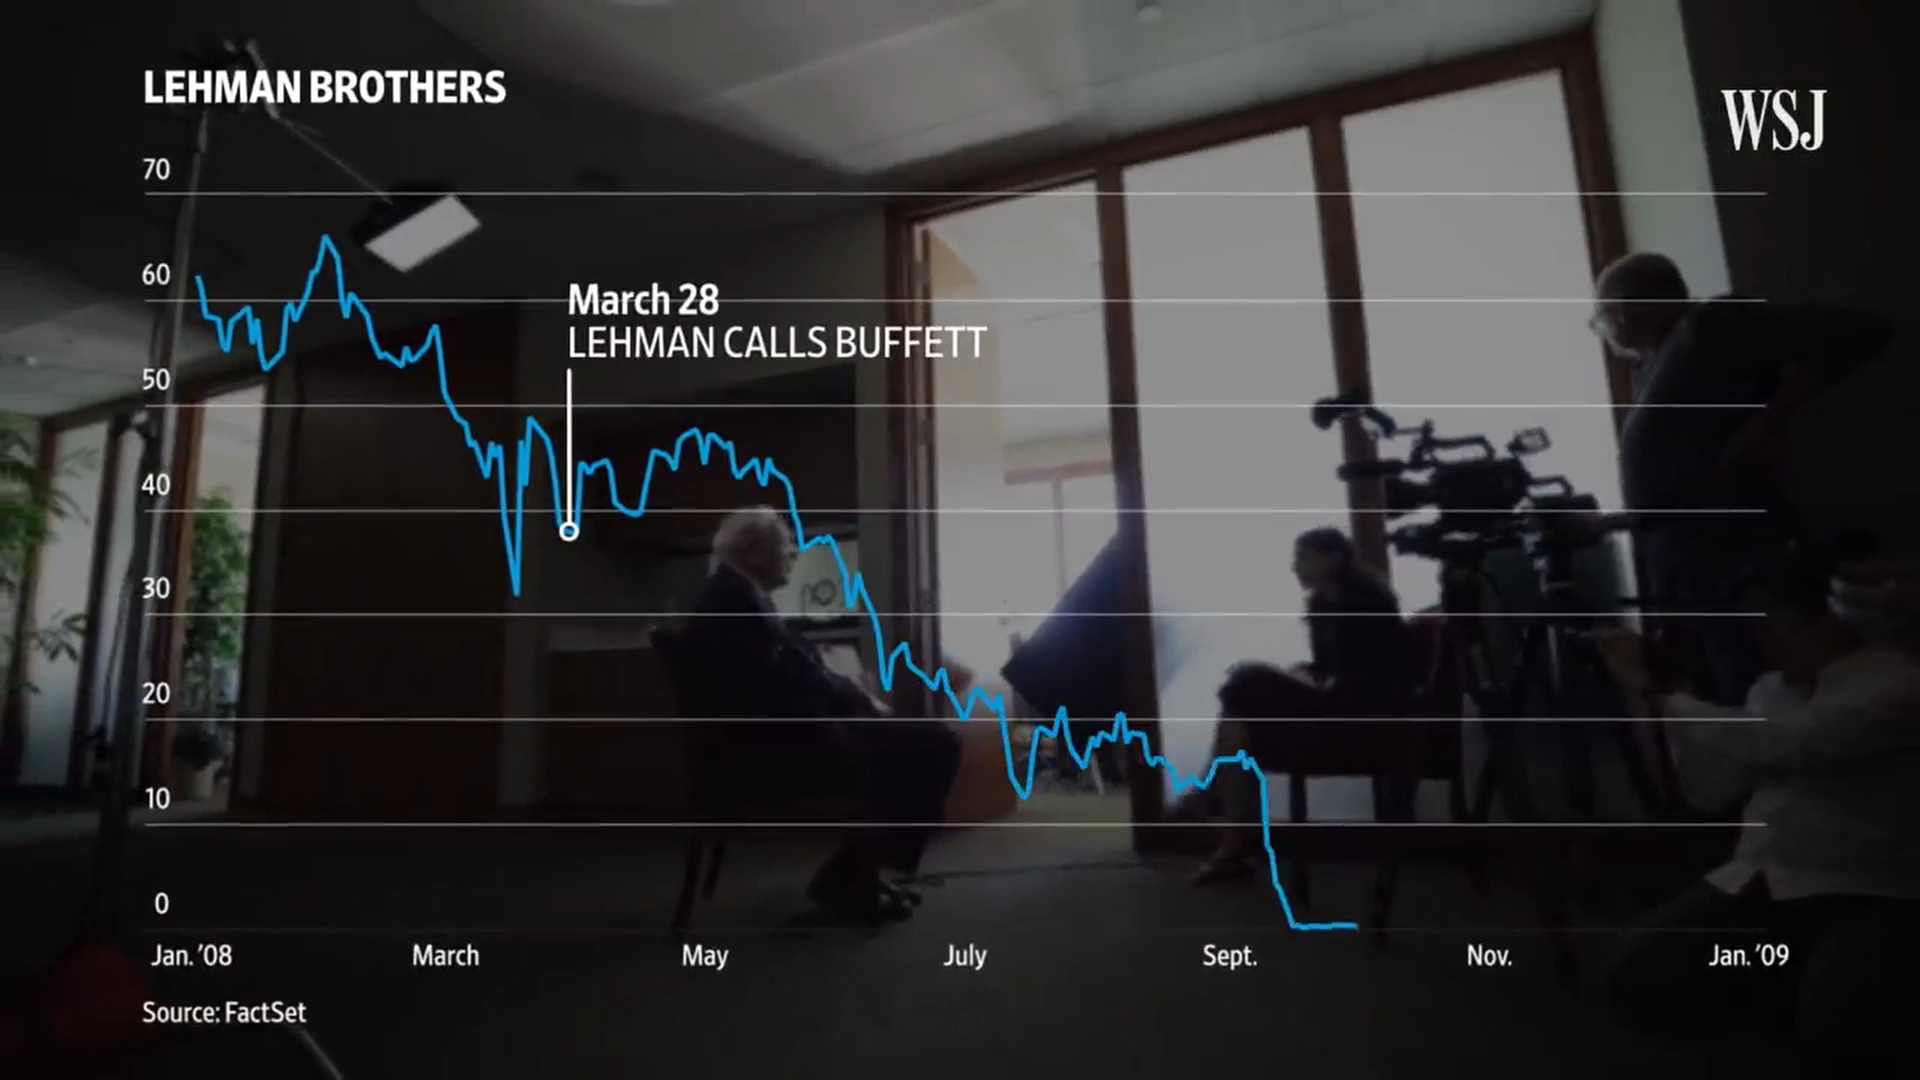 LEHMAN BROTHERS
WSJ
70
60
March 28
LEHMAN CALLS BUFFETT
50
40
30
20
10
0
Jan. ’08 March May July Sept. Nov. Jan. ’09
Source: FactSet